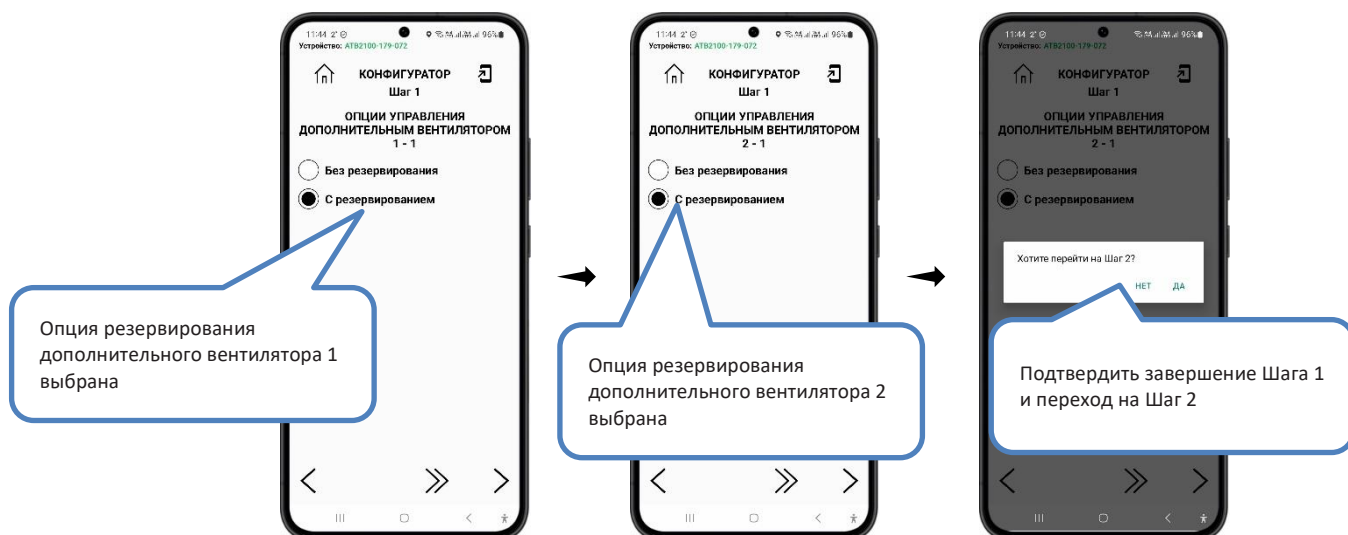 11:44 2°
96%
Устройство: ATB2100-179-072
КОНФИГУРАТОР
Шаг 1
ОПЦИИ УПРАВЛЕНИЯ
ДОПОЛНИТЕЛЬНЫМ ВЕНТИЛЯТОРОМ
1 - 1
Без резервирования
С резервированием
Опция резервирования
дополнительного вентилятора 1
выбрана
11:44 2°
96%
Устройство: ATB2100-179-072
КОНФИГУРАТОР
Шаг 1
ОПЦИИ УПРАВЛЕНИЯ
ДОПОЛНИТЕЛЬНЫМ ВЕНТИЛЯТОРОМ
2 - 1
Без резервирования
С резервированием
Опция резервирования
дополнительного вентилятора 2
выбрана
11:44 2°
96%
Устройство: ATB2100-179-072
КОНФИГУРАТОР
Шаг 1
ОПЦИИ УПРАВЛЕНИЯ
ДОПОЛНИТЕЛЬНЫМ ВЕНТИЛЯТОРОМ
2 - 1
Без резервирования
С резервированием
Хотите перейти на Шаг 2?
НЕТ ДА
Подтвердить завершение Шага 1
и переход на Шаг 2